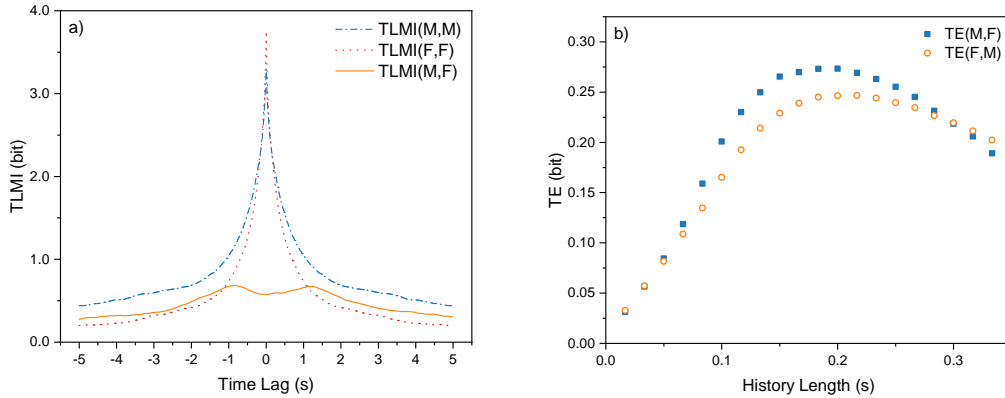 a)
TLMI(M,M)
TLMI(F,F)
TLMI(M,F)
4.0
3.0
2.0
1.0
0.0
TLMI (bit)
-5 -4 -3 -2 -1 0 1 2 3 4 5
Time Lag (s)
b)
TE(M,F)
TE(F,M)
0.30
0.25
0.20
0.15
0.10
0.05
0.00
TE (bit)
0.0 0.1 0.2 0.3
History Length (s)